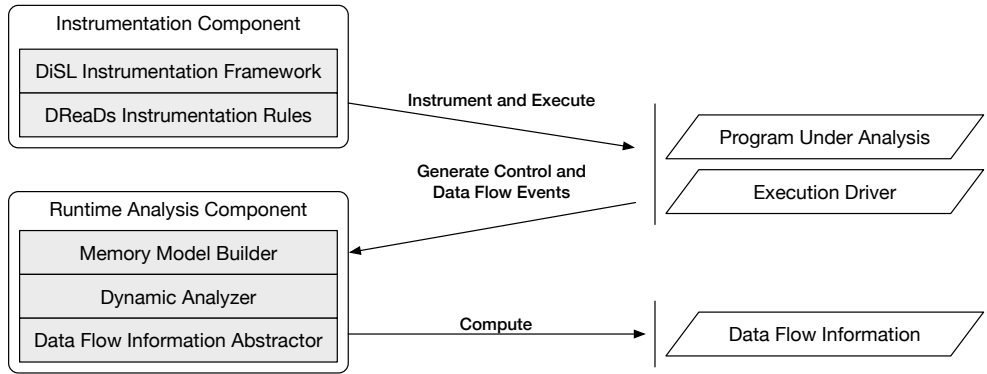 Instrumentation Component
DiSL Instrumentation Framework
DReaDs Instrumentation Rules
Instrument and Execute
Program Under Analysis
Execution Driver
Generate Control and
Data Flow Events
Runtime Analysis Component
Memory Model Builder
Dynamic Analyzer
Data Flow Information Abstractor
Compute
Data Flow Information